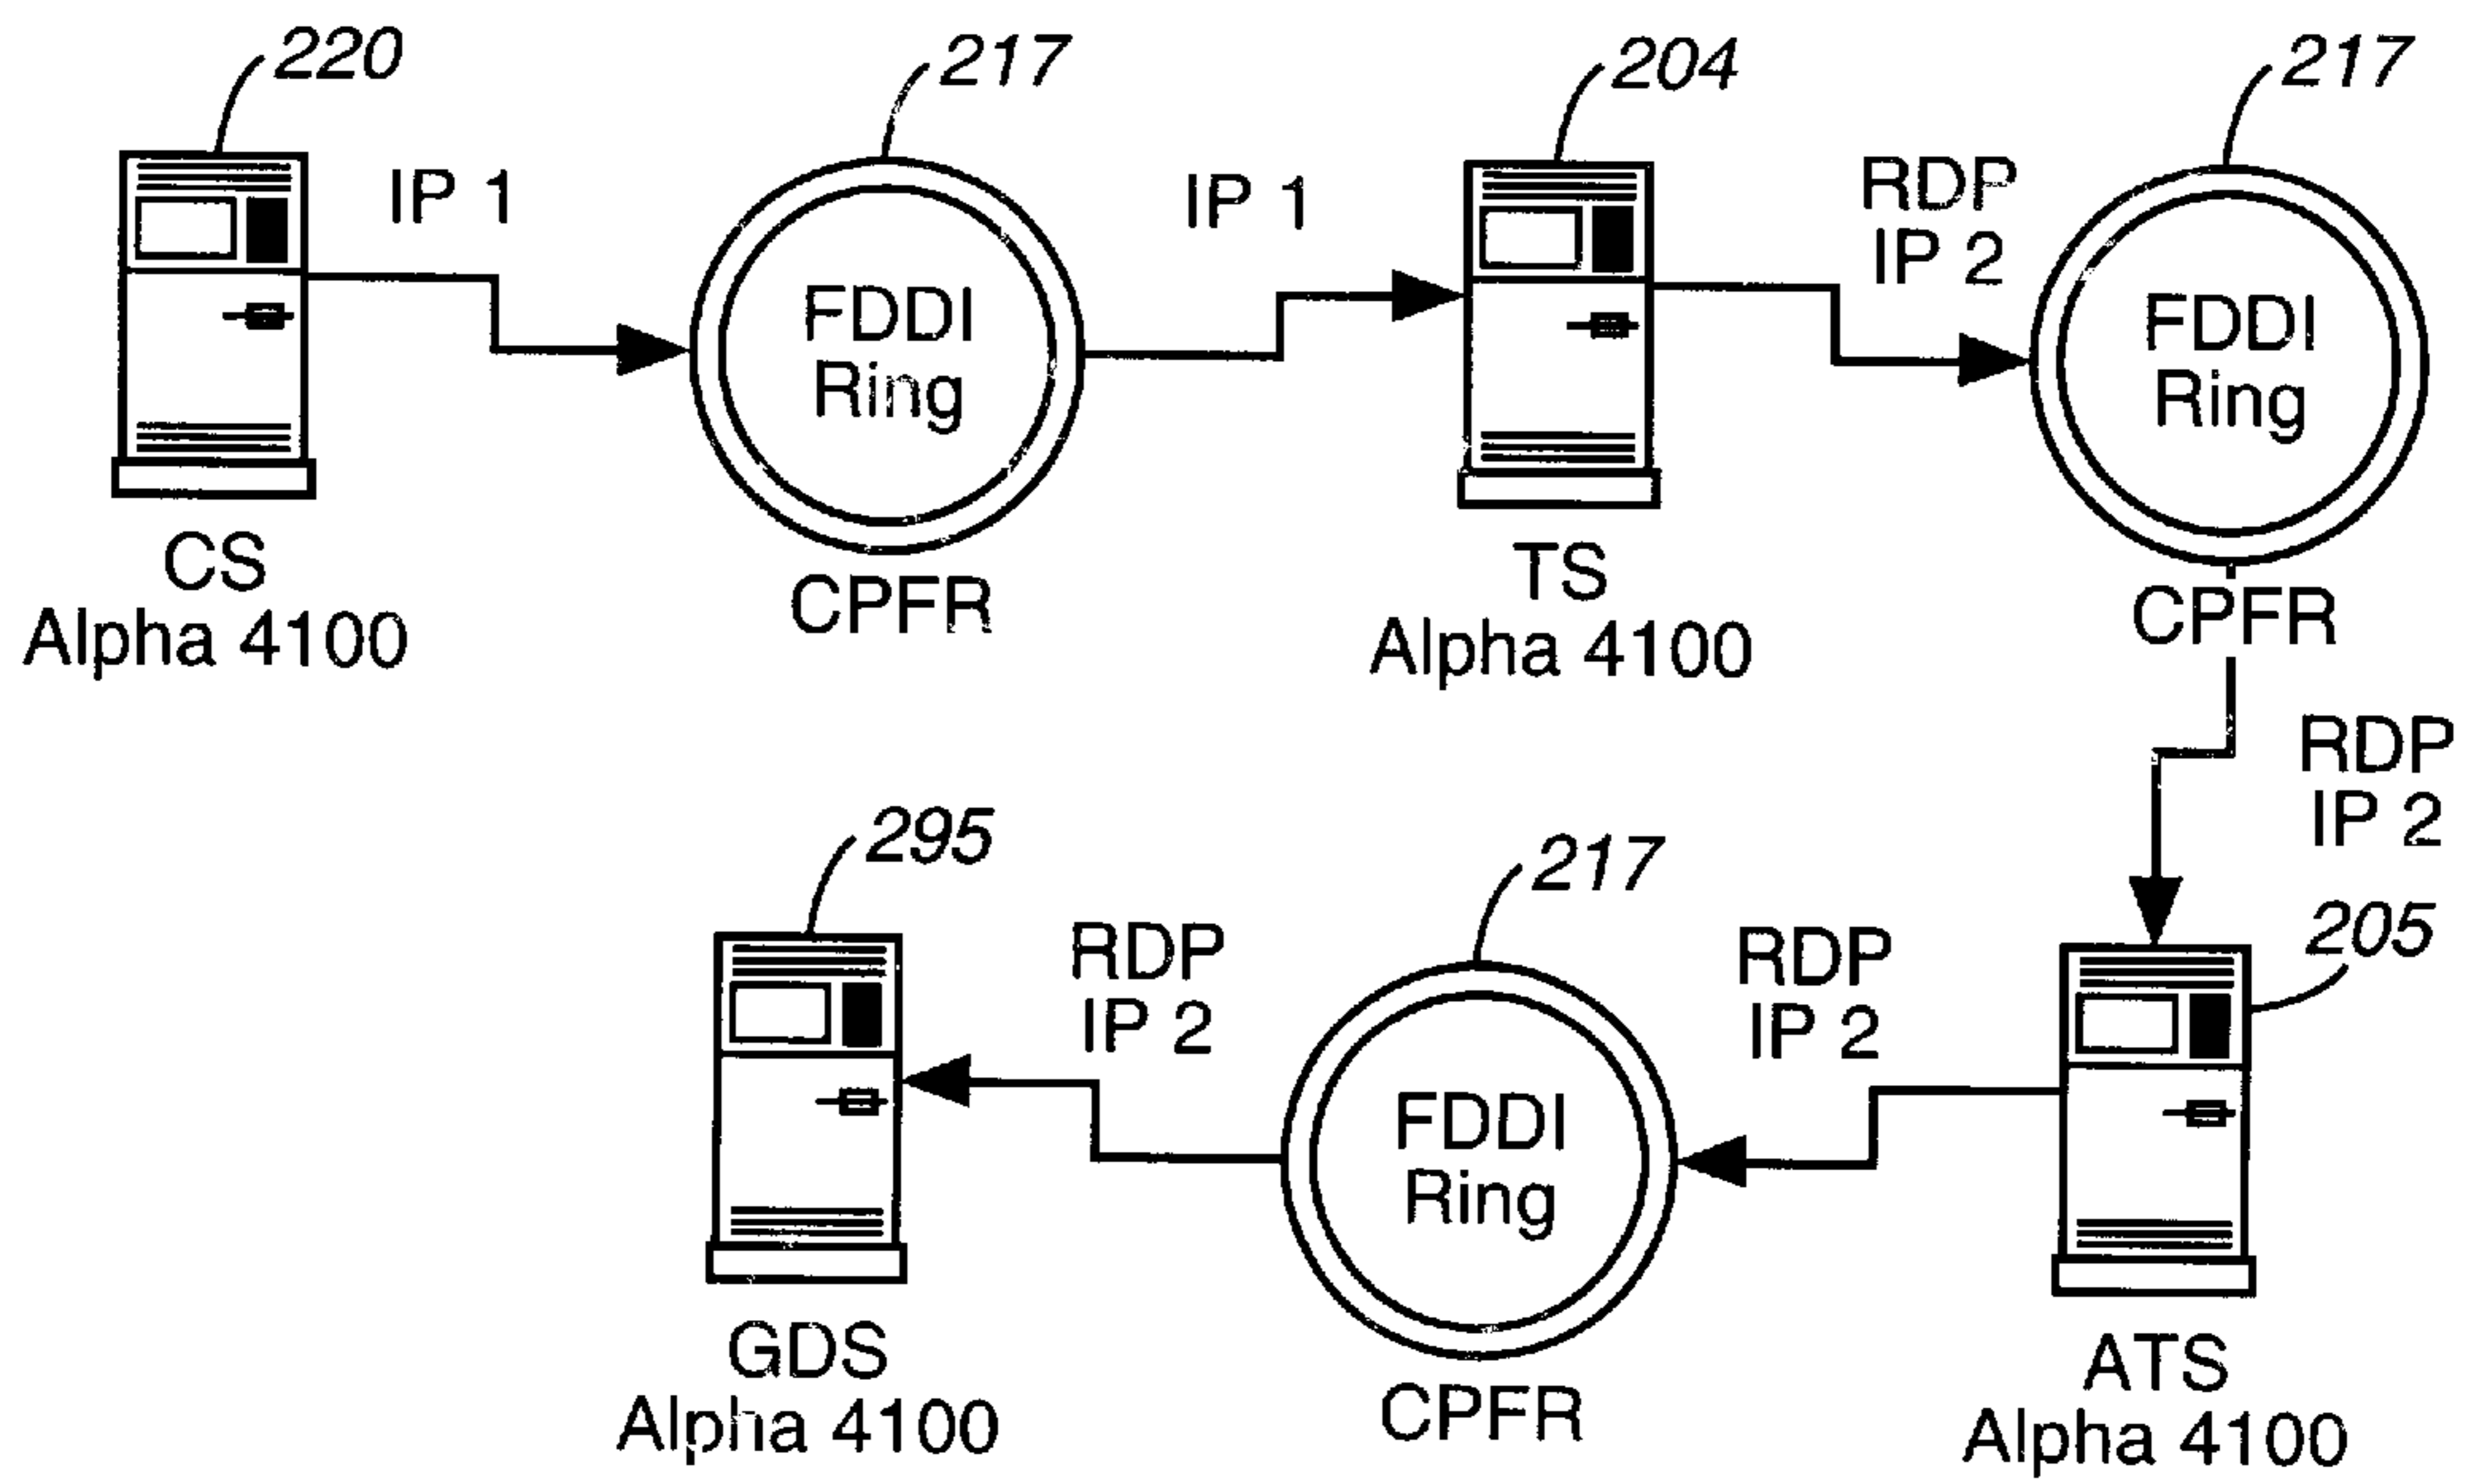 220
217
204
217
IP 1
IP 1
RDP
IP 2
FDDI
Ring
FDDI
Ring
CS
Alpha 4100
CPFR
TS
Alpha 4100
CPFR
RDP
IP 2
295
217
205
RDP
IP 2
RDP
IP 2
FDDI
Ring
GDS
Alpha 4100
CPFR
ATS
Alpha 4100